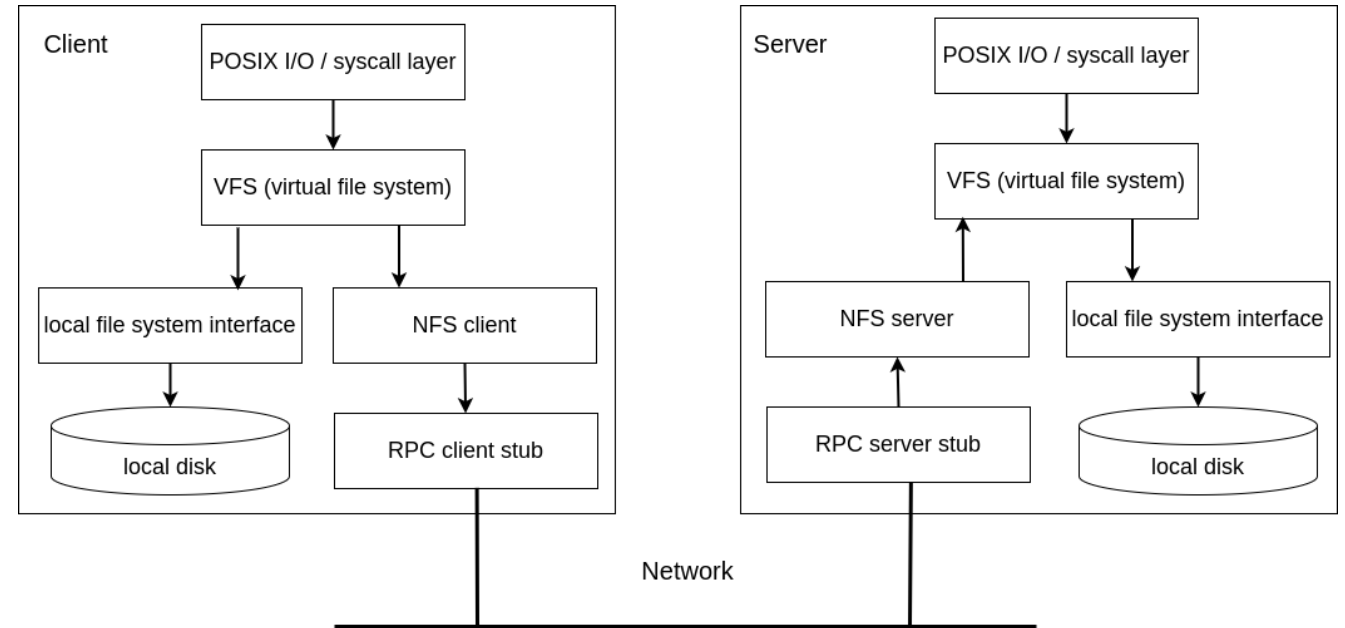 Client
POSIX I/O / syscall layer
VFS (virtual file system)
local file system interface
NFS client
local disk
RPC client stub
Server
POSIX I/O / syscall layer
VFS (virtual file system)
NFS server
local file system interface
RPC server stub
local disk
Network